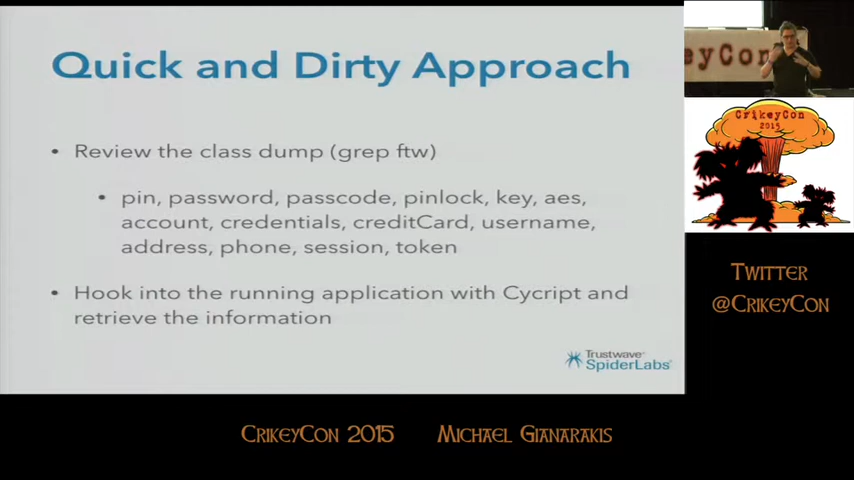 Quick and Dirty Approach
• Review the class dump (grep ftw)
• pin, password, passcode, pinlock, key, aes,
account, credentials, creditCard, username,
address, phone, session, token
• Hook into the running application with Cycript and
retrieve the information
Trustwave®
SpiderLabs®
eyCon
CrikeyCon
2015
Twitter
@CrikeyCon
CrikeyCon 2015 Michael Gianarakis